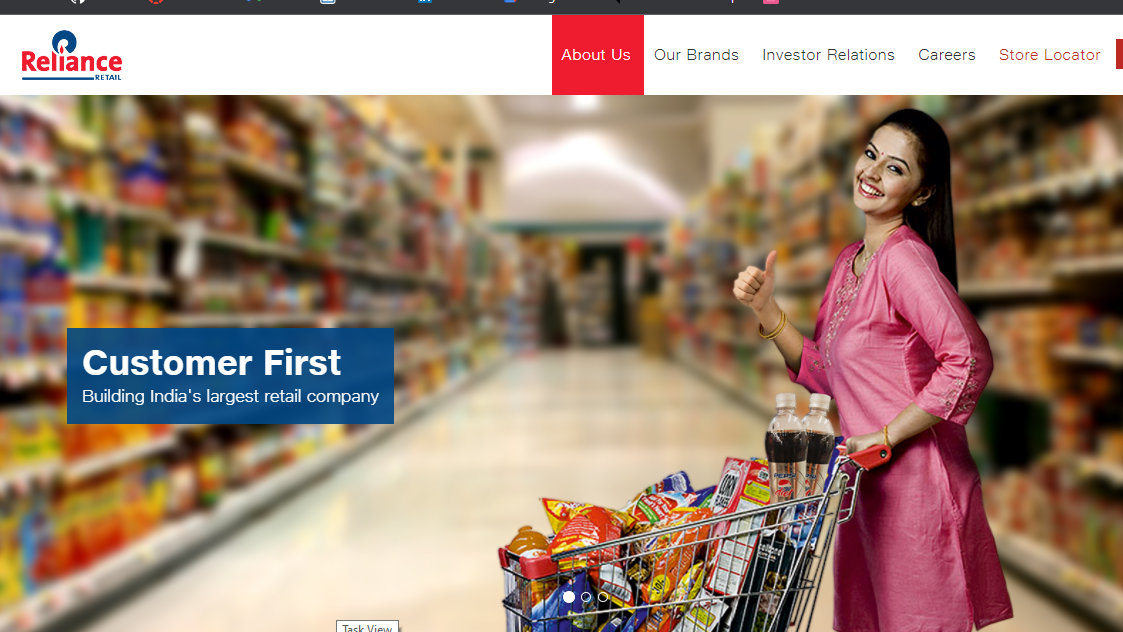 Reliance
RETAIL
About Us
Our Brands
Investor Relations
Careers
Store Locator
Customer First
Building India's largest retail company
PEPSI
Task View